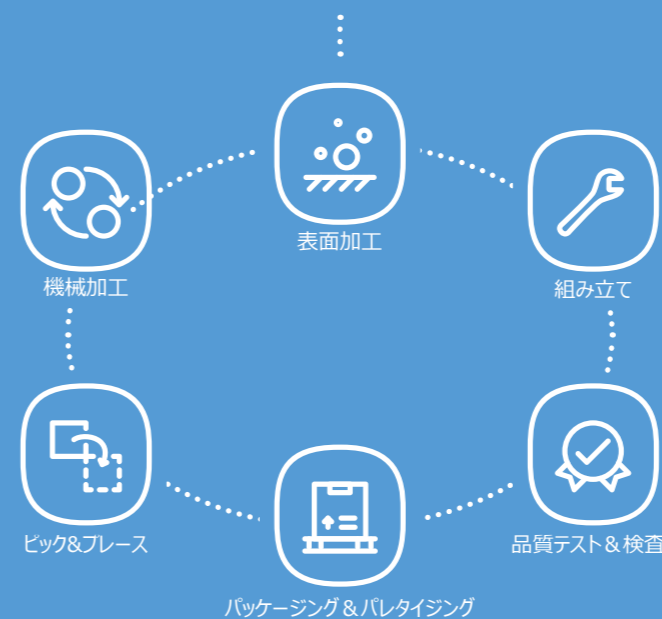 表面加工
機械加工
組み立て
ピック&プレース
品質テスト＆検査
パッケージング＆パレタイジング